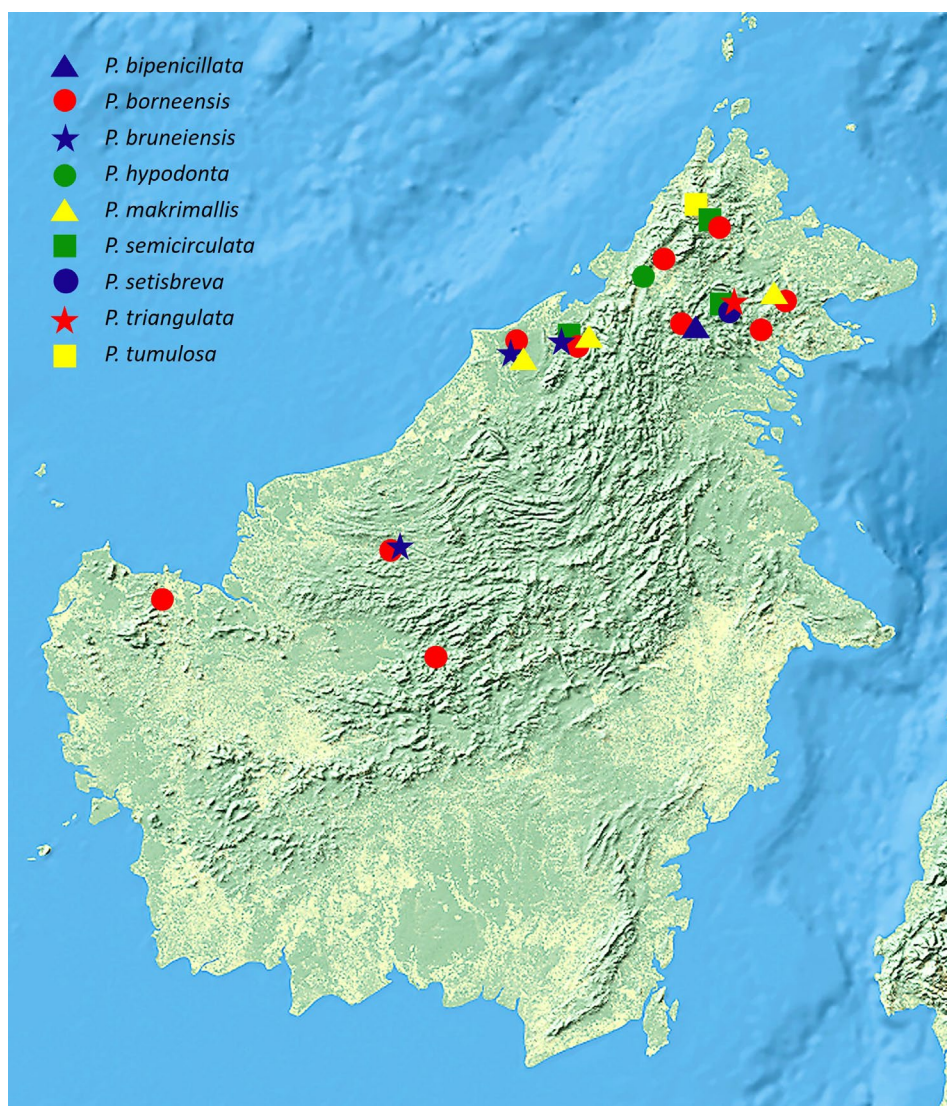 P. bipenicillata
P. borneensis
P. bruneiensis
P. hypodonta
P. makrimallis
P. semicirculata
P. setisbreva
P. triangulata
P. tumulosa